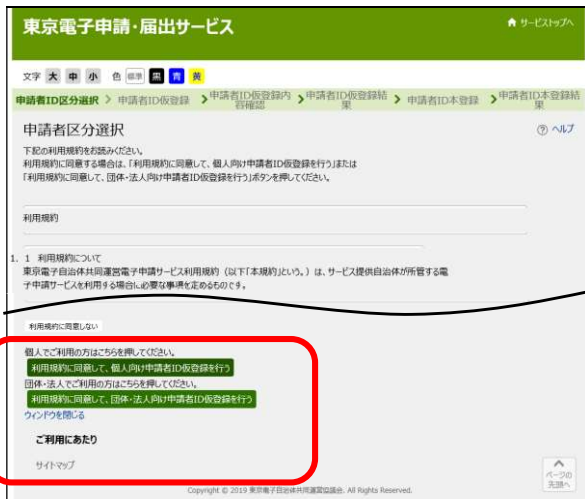 東京電子申請・届出サービス
サービストップへ
文字 大 中 小 色 標準 黒 青 黄
申請者ID区分選択 > 申請者ID仮登録 > 申請者ID仮登録内容確認 > 申請者ID仮登録結果 > 申請者ID本登録 > 申請者ID本登録結果
申請者区分選択
? ヘルプ
下記の利用規約をお読みください。
利用規約に同意する場合は、「利用規約に同意して、個人向け申請者ID仮登録を行う」または
「利用規約に同意して、団体・法人向け申請者ID仮登録を行う」ボタンを押してください。
利用規約
1. 1 利用規約について
東京電子自治体共同運営電子申請サービス利用規約（以下「本規約」という。）は、サービス提供自治体が所管する電
子申請サービスを利用する場合に必要な事項を定めるものです。
利用規約に同意しない
個人でご利用の方はこちらを押してください。
利用規約に同意して、個人向け申請者ID仮登録を行う
団体・法人でご利用の方はこちらを押してください。
利用規約に同意して、団体・法人向け申請者ID仮登録を行う
ウィンドウを閉じる
ご利用にあたり
サイトマップ
ページの
先頭へ
Copyright © 2019 東京電子自治体共同運営協議会. All Rights Reserved.